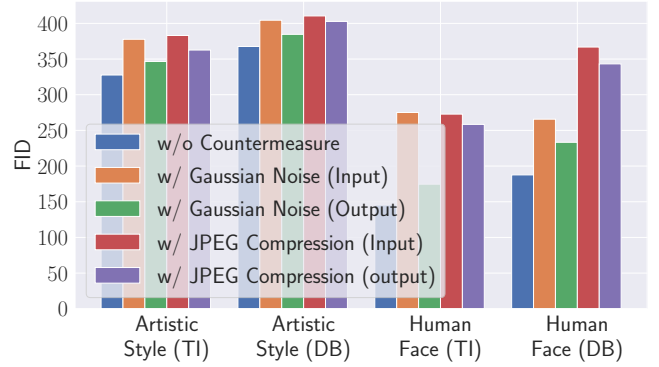 400
350
300
250
200
150
100
50
0
FID
w/o Countermeasure
w/ Gaussian Noise (Input)
w/ Gaussian Noise (Output)
w/ JPEG Compression (Input)
w/ JPEG Compression (output)
Artistic
Style (TI)
Artistic
Style (DB)
Human
Face (TI)
Human
Face (DB)